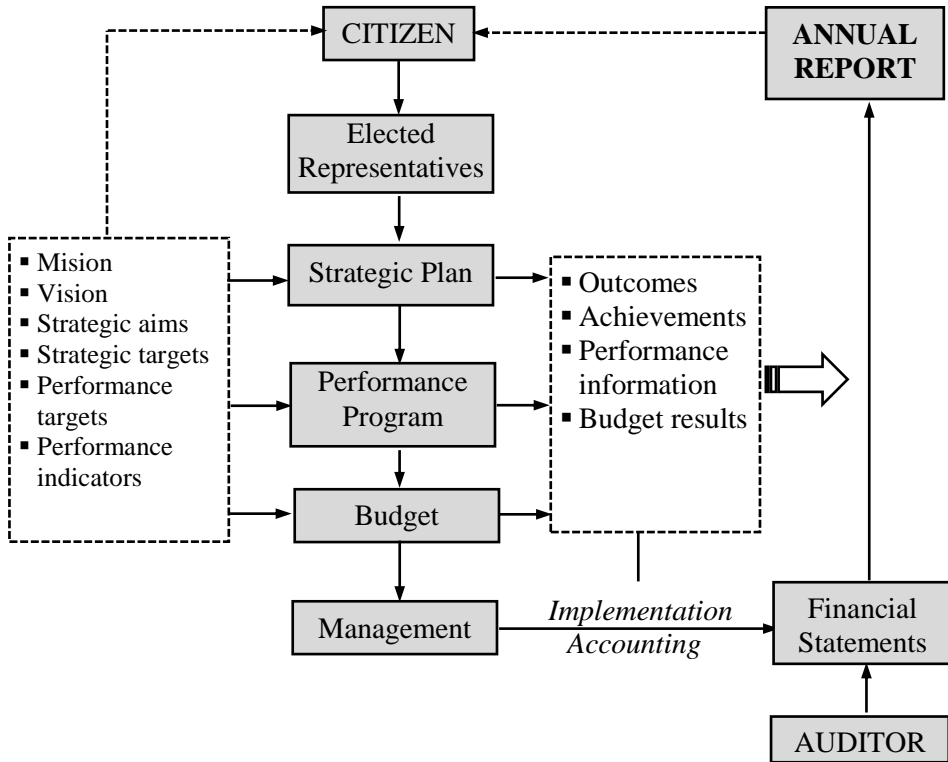 CITIZEN
ANNUAL
REPORT
Elected
Representatives
▪ Mision
▪ Vision
▪ Strategic aims
▪ Strategic targets
▪ Performance
targets
▪ Performance
indicators
Strategic Plan
▪ Outcomes
▪ Achievements
▪ Performance
information
▪ Budget results
Performance
Program
Budget
Management
Implementation
Accounting
Financial
Statements
AUDITOR